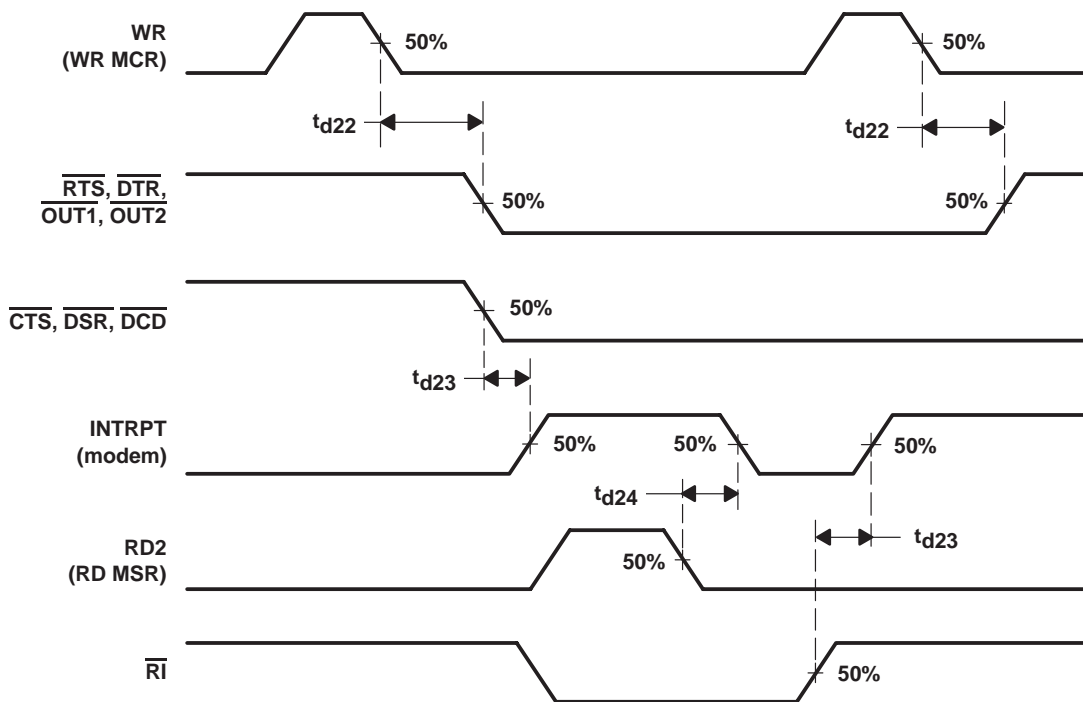 WR
(WR MCR)
50%
50%
td22
td22
RTS, DTR,
OUT1, OUT2
50%
50%
CTS, DSR, DCD
50%
td23
INTRPT
(modem)
50%
50%
50%
td24
td23
RD2
(RD MSR)
50%
RI
50%